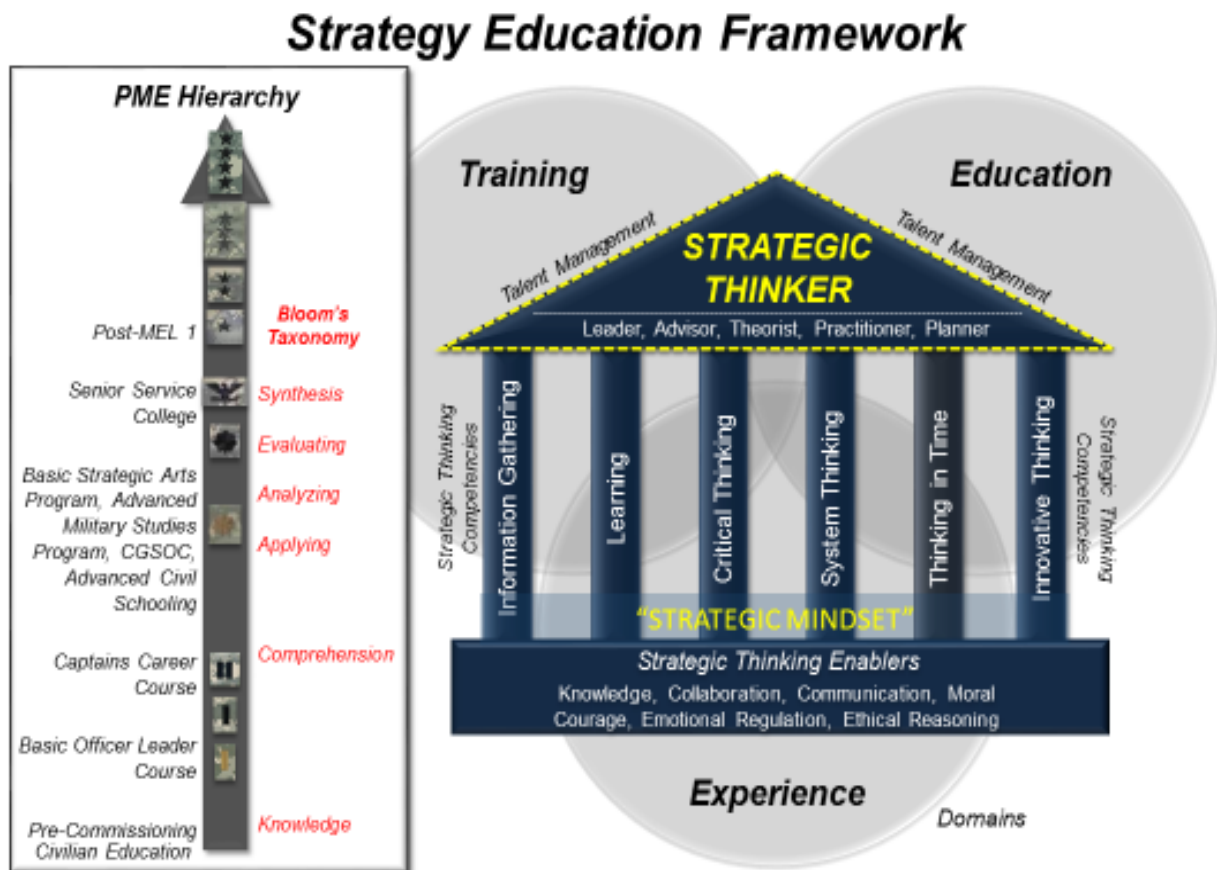 Strategy Education Framework
PME Hierarchy
Post-MEL 1
Bloom's
Taxonomy
Senior Service
College
Synthesis
Evaluating
Basic Strategic Arts
Program, Advanced
Military Studies
Program, CGSOC,
Advanced Civil
Schooling
Analyzing
Applying
Captains Career
Course
Comprehension
Basic Officer Leader
Course
Pre-Commissioning
Civilian Education
Knowledge
Training
Education
Talent Management
Talent Management
STRATEGIC
THINKER
Leader, Advisor, Theorist, Practitioner, Planner
Strategic Thinking
Competencies
Information Gathering
Learning
Critical Thinking
System Thinking
Thinking in Time
Innovative Thinking
Strategic Thinking
Competencies
“STRATEGIC MINDSET”
Strategic Thinking Enablers
Knowledge, Collaboration, Communication, Moral
Courage, Emotional Regulation, Ethical Reasoning
Experience
Domains